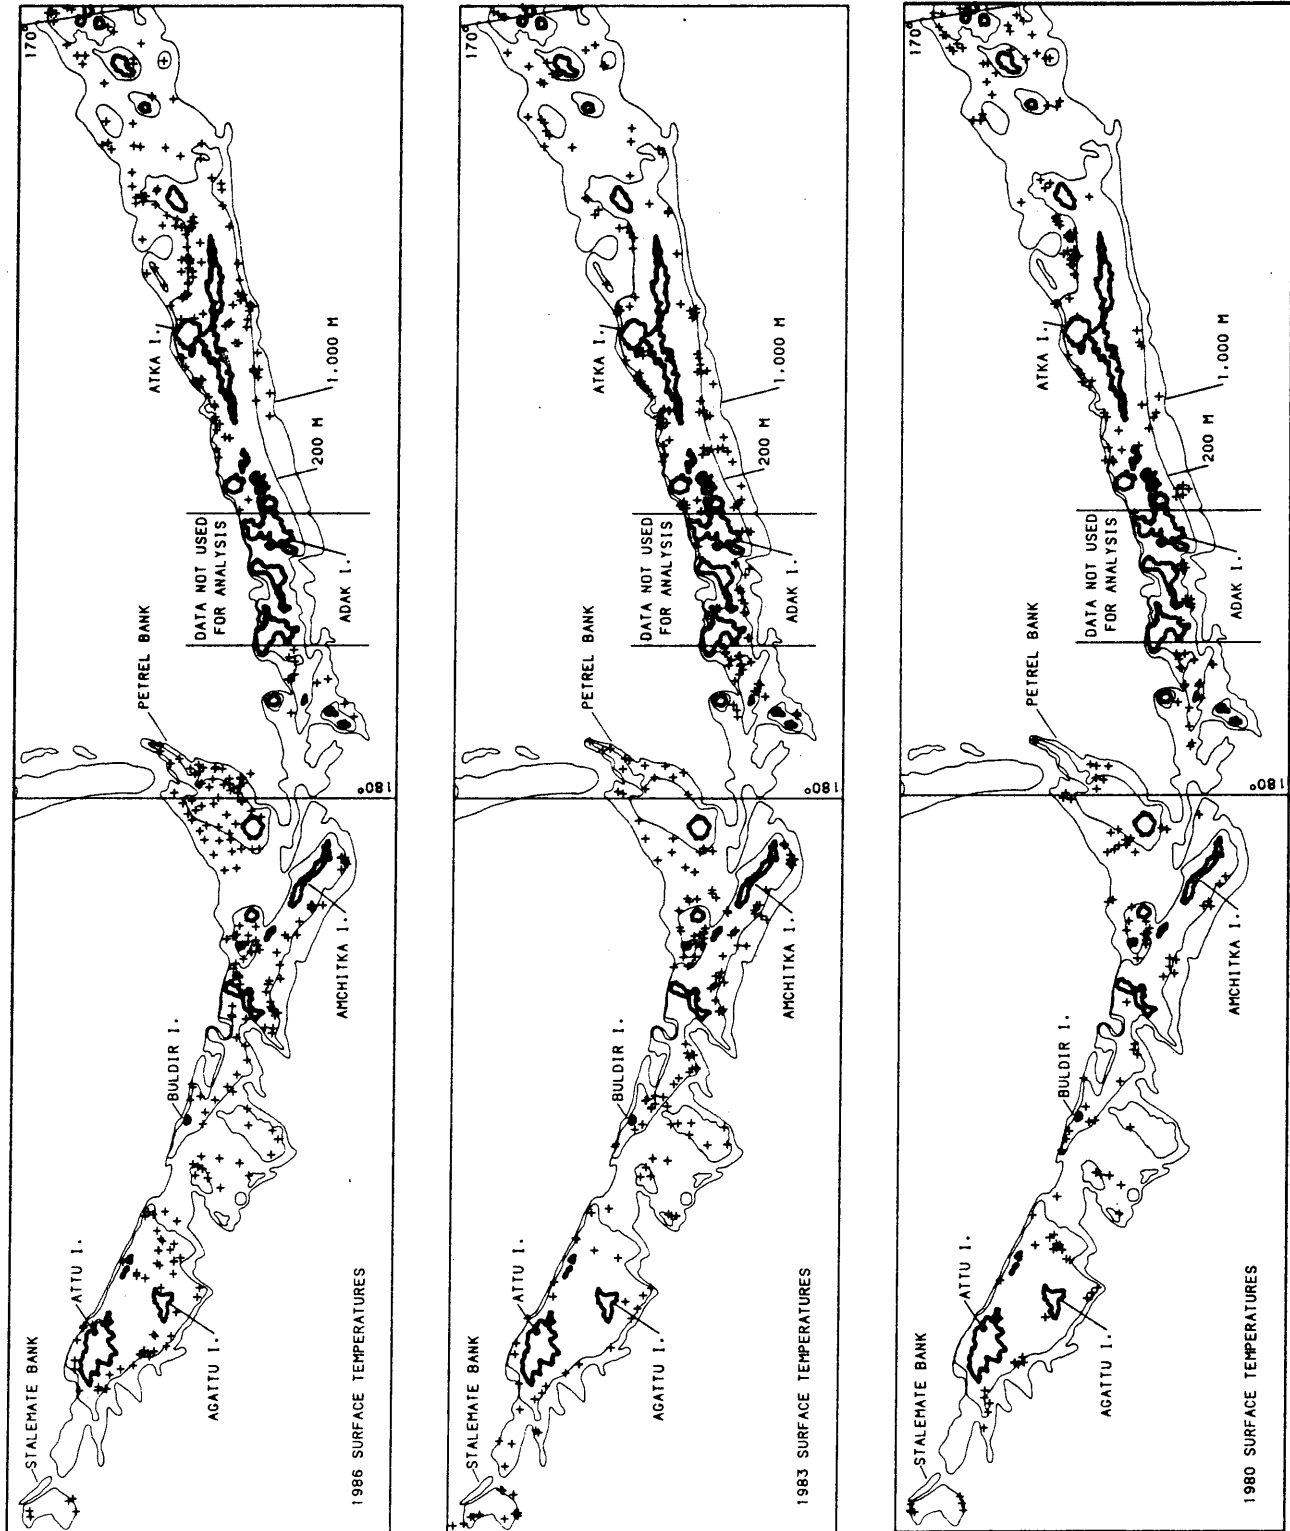 STALEMATE BANK
ATTU I.
AGATTU I.
BULDIR I.
AMCHITKA I.
PETREL BANK
180°
DATA NOT USED
FOR ANALYSIS
ADAK I.
ATKA I.
200 M
1.000 M
170°
1986 SURFACE TEMPERATURES
STALEMATE BANK
ATTU I.
AGATTU I.
BULDIR I.
AMCHITKA I.
PETREL BANK
180°
DATA NOT USED
FOR ANALYSIS
ADAK I.
ATKA I.
200 M
1.000 M
170°
1983 SURFACE TEMPERATURES
STALEMATE BANK
ATTU I.
AGATTU I.
BULDIR I.
AMCHITKA I.
PETREL BANK
180°
DATA NOT USED
FOR ANALYSIS
ADAK I.
ATKA I.
200 M
1.000 M
170°
1980 SURFACE TEMPERATURES